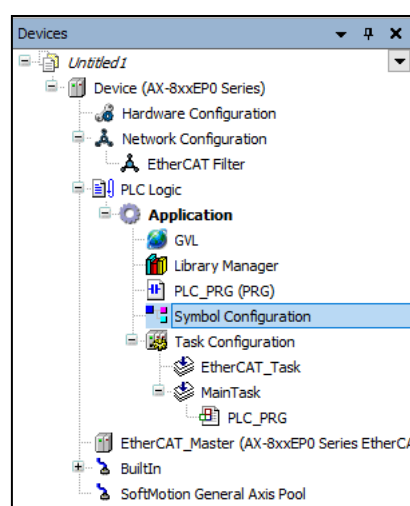 Devices
Untitled1
Device (AX-8xxEP0 Series)
Hardware Configuration
Network Configuration
EtherCAT Filter
PLC Logic
Application
GVL
Library Manager
PLC_PRG (PRG)
Symbol Configuration
Task Configuration
EtherCAT_Task
MainTask
PLC_PRG
EtherCAT_Master (AX-8xxEP0 Series EtherCA
BuiltIn
SoftMotion General Axis Pool